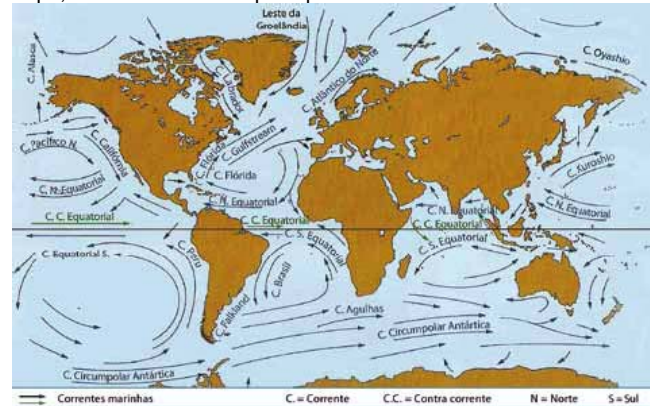 Leste da
Groelândia
C. Oyashio
C. Alasca
C. Labrador
C. Atlântico do Norte
C. Pacífico N.
C. Califórnia
C. Flórida
C. Gulfstream
C. Kuroshio
C. Flórida
C. N. Equatorial
C. N. Equatorial
C. N. Equatorial
C. N. Equatorial
C. C. Equatorial
C. C. Equatorial
C. C. Equatorial
C. Equatorial S.
C. Peru
C. S. Equatorial
C. S. Equatorial
C. Brasil
C. Falkland
C. Agulhas
C. Circumpolar Antártica
C. Circumpolar Antártica
Correntes marinhas
C. = Corrente
C.C. = Contra corrente
N = Norte
S = Sul